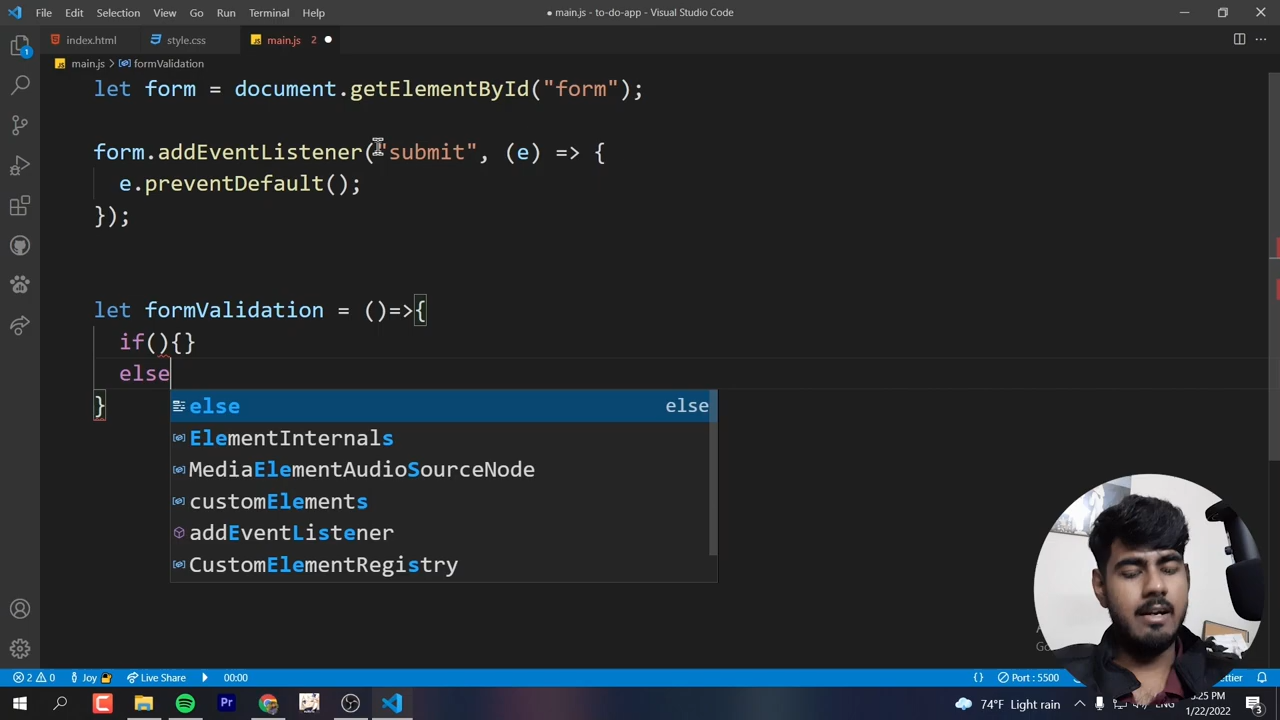 File Edit Selection View Go Run Terminal Help
● main.js - to-do-app - Visual Studio Code
index.html style.css main.js 2 ●
main.js > formValidation
let form = document.getElementById("form");
form.addEventListener("submit", (e) => {
e.preventDefault();
});
let formValidation = ()=>{
if(){}
else
}
else else
ElementInternals
MediaElementAudioSourceNode
customElements
addEventListener
CustomElementRegistry
1
2 0 Joy Live Share 00:00 {} Port : 5500
Pr 74°F Light rain ENG
1/22/2022
3